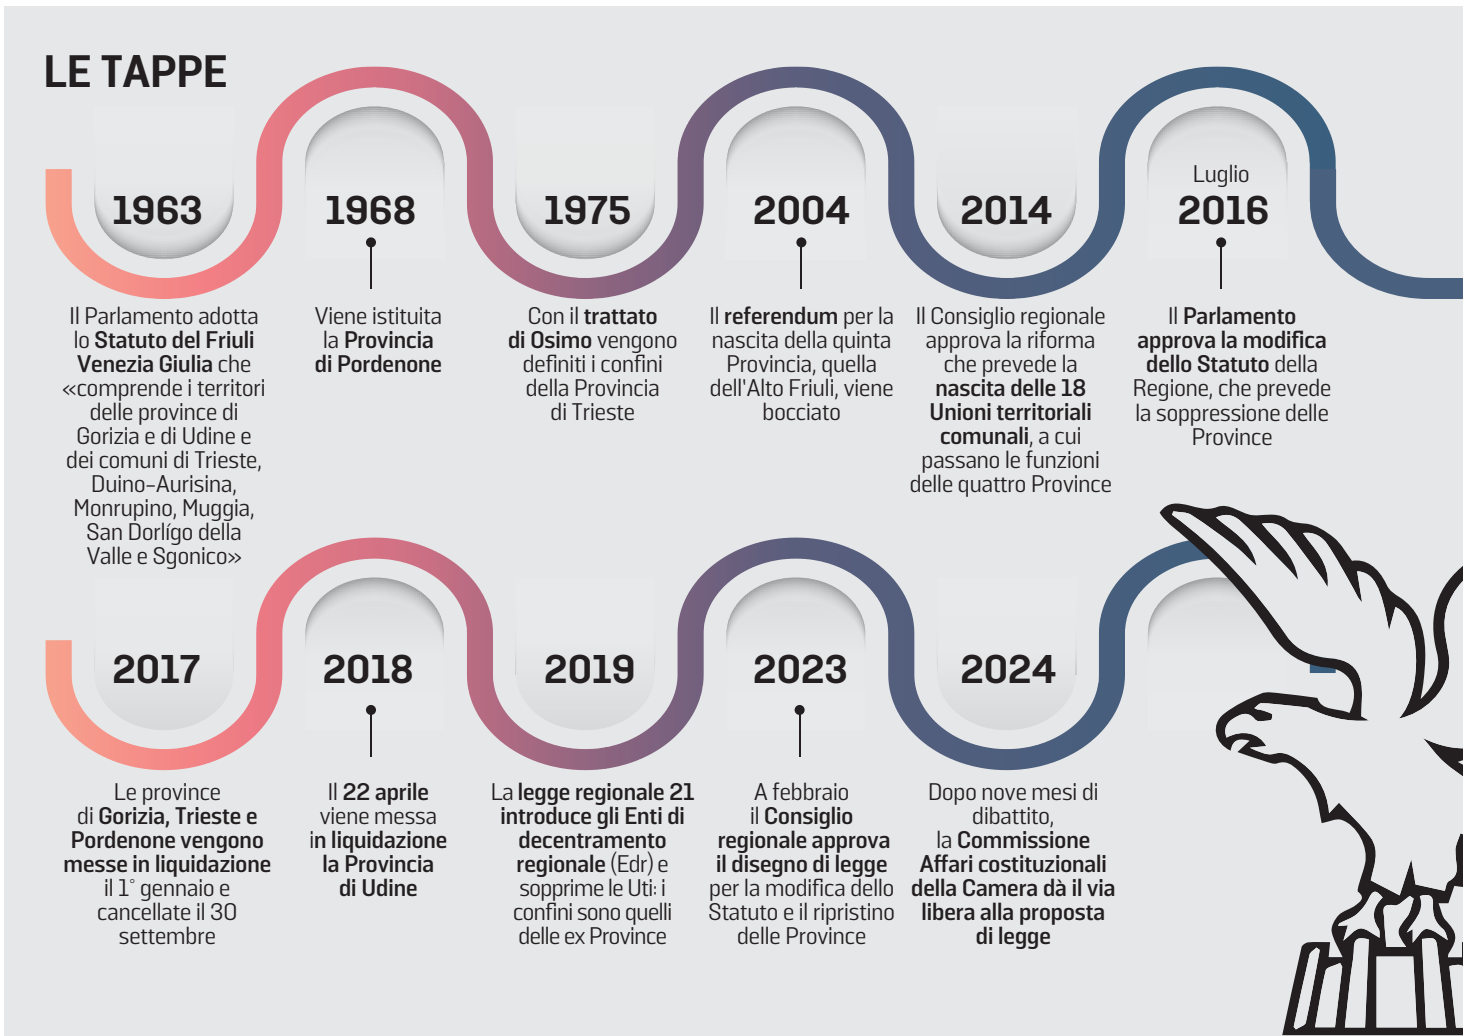 LE TAPPE
1963
Il Parlamento adotta
lo Statuto del Friuli
Venezia Giulia che
«comprende i territori
delle province di
Gorizia e di Udine e
dei comuni di Trieste,
Duino-Aurisina,
Monrupino, Muggia,
San Dorlígo della
Valle e Sgonico»
1968
Viene istituita
la Provincia
di Pordenone
1975
Con il trattato
di Osimo vengono
definiti i confini
della Provincia
di Trieste
2004
Il referendum per la
nascita della quinta
Provincia, quella
dell'Alto Friuli, viene
bocciato
2014
Il Consiglio regionale
approva la riforma
che prevede la
nascita delle 18
Unioni territoriali
comunali, a cui
passano le funzioni
delle quattro Province
Luglio
2016
Il Parlamento
approva la modifica
dello Statuto della
Regione, che prevede
la soppressione delle
Province
2017
Le province
di Gorizia, Trieste e
Pordenone vengono
messe in liquidazione
il 1° gennaio e
cancellate il 30
settembre
2018
Il 22 aprile
viene messa
in liquidazione
la Provincia
di Udine
2019
La legge regionale 21
introduce gli Enti di
decentramento
regionale (Edr) e
sopprime le Uti: i
confini sono quelli
delle ex Province
2023
A febbraio
il Consiglio
regionale approva
il disegno di legge
per la modifica dello
Statuto e il ripristino
delle Province
2024
Dopo nove mesi di
dibattito,
la Commissione
Affari costituzionali
della Camera dà il via
libera alla proposta
di legge